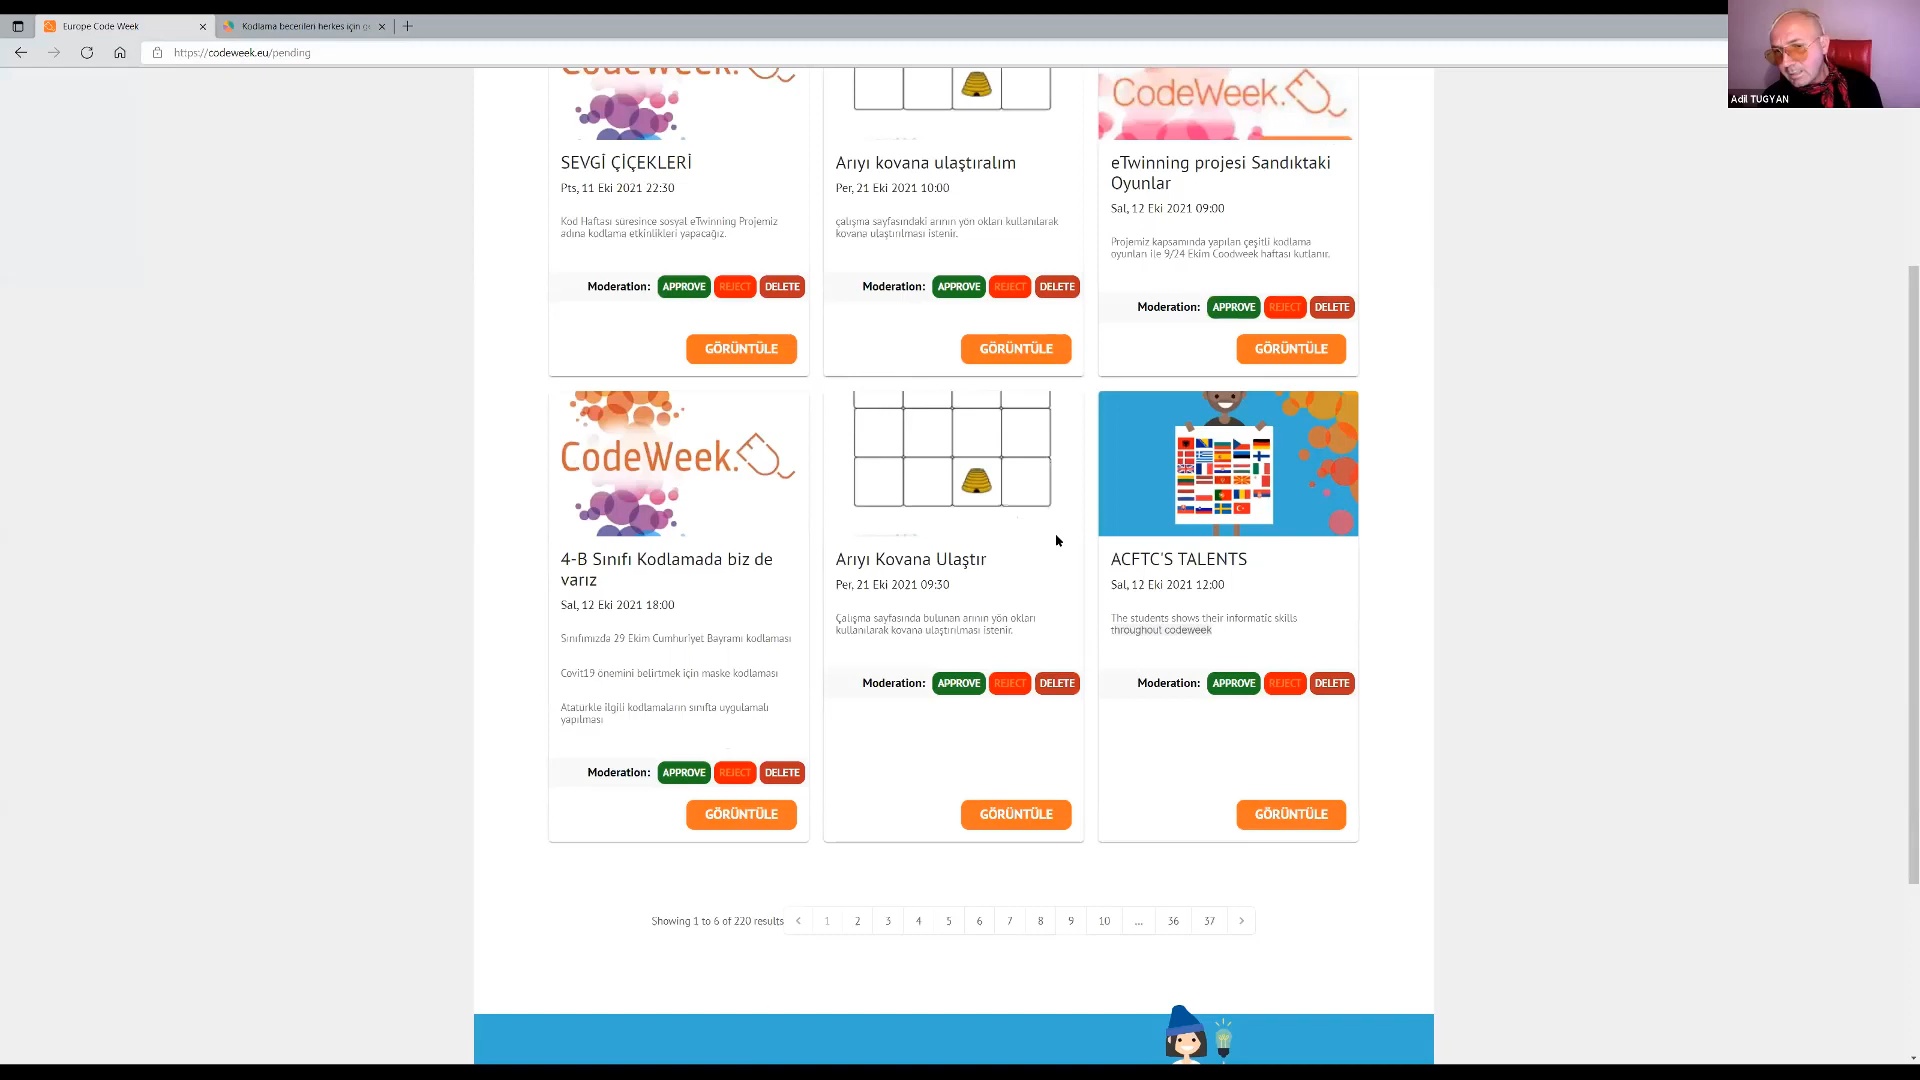 Europe Code Week
Kodlama becerileri herkes için
https://codeweek.eu/pending
Adil TUGYAN
CodeWeek.
CodeWeek.
SEVGİ ÇİÇEKLERİ
Pts, 11 Eki 2021 22:30
Kod Haftası süresince sosyal eTwinning Projemiz
adına kodlama etkinlikleri yapacağız.
Moderation: APPROVE REJECT DELETE
GÖRÜNTÜLE
Arıyı kovana ulaştıralım
Per, 21 Eki 2021 10:00
çalışma sayfasındaki arının yön okları kullanılarak
kovana ulaştırılması istenir.
Moderation: APPROVE REJECT DELETE
GÖRÜNTÜLE
eTwinning projesi Sandıktaki
Oyunlar
Sal, 12 Eki 2021 09:00
Projemiz kapsamında yapılan çeşitli kodlama
oyunları ile 9/24 Ekim Coodweek haftası kutlanır.
Moderation: APPROVE REJECT DELETE
GÖRÜNTÜLE
CodeWeek.
4-B Sınıfı Kodlamada biz de
varız
Sal, 12 Eki 2021 18:00
Sınıfımızda 29 Ekim Cumhuriyet Bayramı kodlaması
Covit19 önemini belirtmek için maske kodlaması
Ataturkle ilgili kodlamaların sınıfta uygulamalı
yapılması
Moderation: APPROVE REJECT DELETE
GÖRÜNTÜLE
Arıyı Kovana Ulaştır
Per, 21 Eki 2021 09:30
Çalışma sayfasında bulunan arının yön okları
kullanılarak kovana ulaştırılması istenir.
Moderation: APPROVE REJECT DELETE
GÖRÜNTÜLE
ACFTC'S TALENTS
Sal, 12 Eki 2021 12:00
The students shows their informatic skills
throughout codeweek
Moderation: APPROVE REJECT DELETE
GÖRÜNTÜLE
Showing 1 to 6 of 220 results 1 2 3 4 5 6 7 8 9 10 ... 36 37